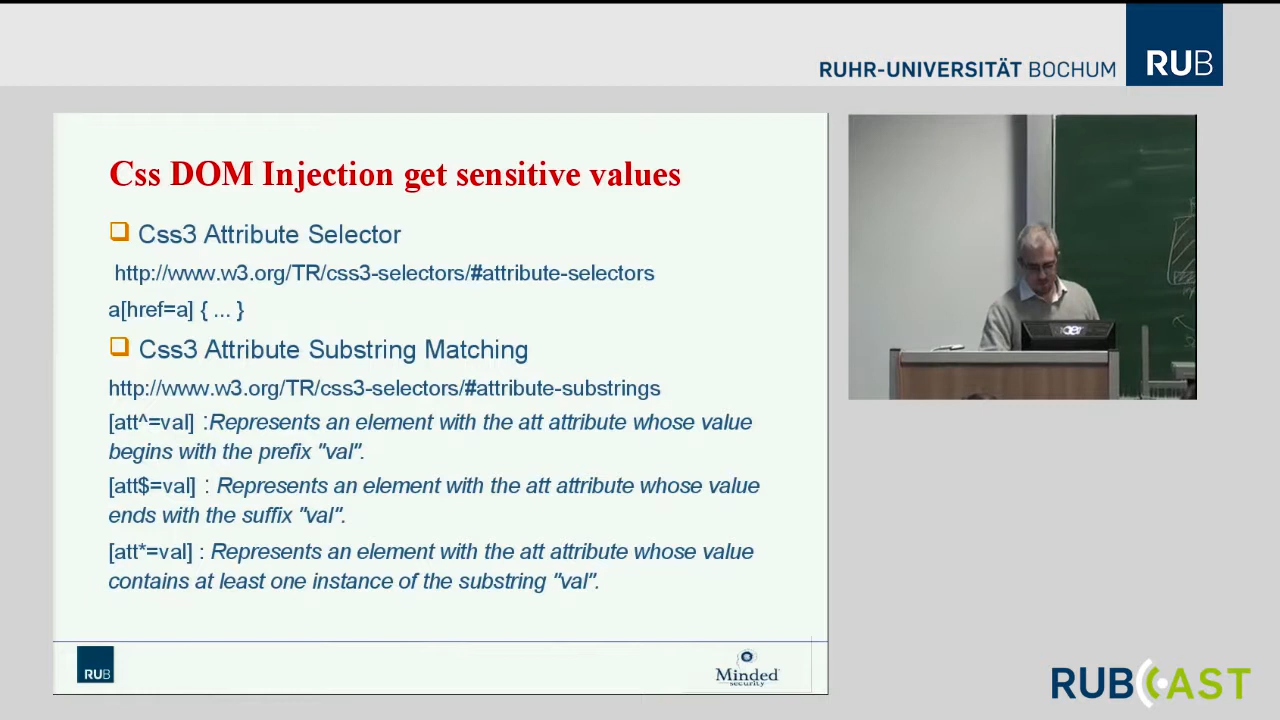 RUHR-UNIVERSITÄT BOCHUM
RUB
Css DOM Injection get sensitive values
Css3 Attribute Selector
http://www.w3.org/TR/css3-selectors/#attribute-selectors
a[href=a] { ... }
Css3 Attribute Substring Matching
http://www.w3.org/TR/css3-selectors/#attribute-substrings
[att^=val] :Represents an element with the att attribute whose value
begins with the prefix "val".
[att$=val] : Represents an element with the att attribute whose value
ends with the suffix "val".
[att*=val] : Represents an element with the att attribute whose value
contains at least one instance of the substring "val".
RUB
Minded
security
acer
RUBCAST